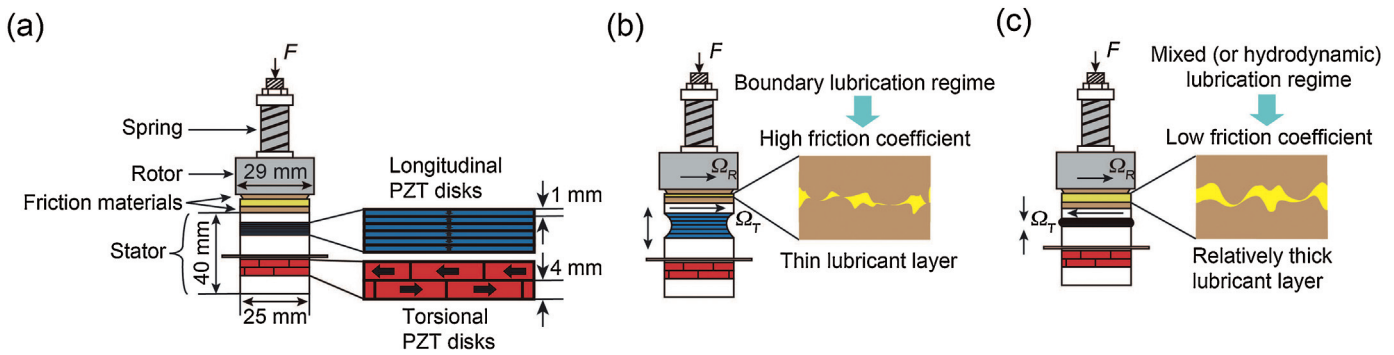 (a)
F
Spring
Rotor
29 mm
Friction materials
Stator
40 mm
25 mm
Longitudinal
PZT disks
1 mm
4 mm
Torsional
PZT disks
(b)
F
Boundary lubrication regime
High friction coefficient
Ω_R
Ω_T
Thin lubricant layer
(c)
F
Mixed (or hydrodynamic)
lubrication regime
Low friction coefficient
Ω_R
Ω_T
Relatively thick
lubricant layer